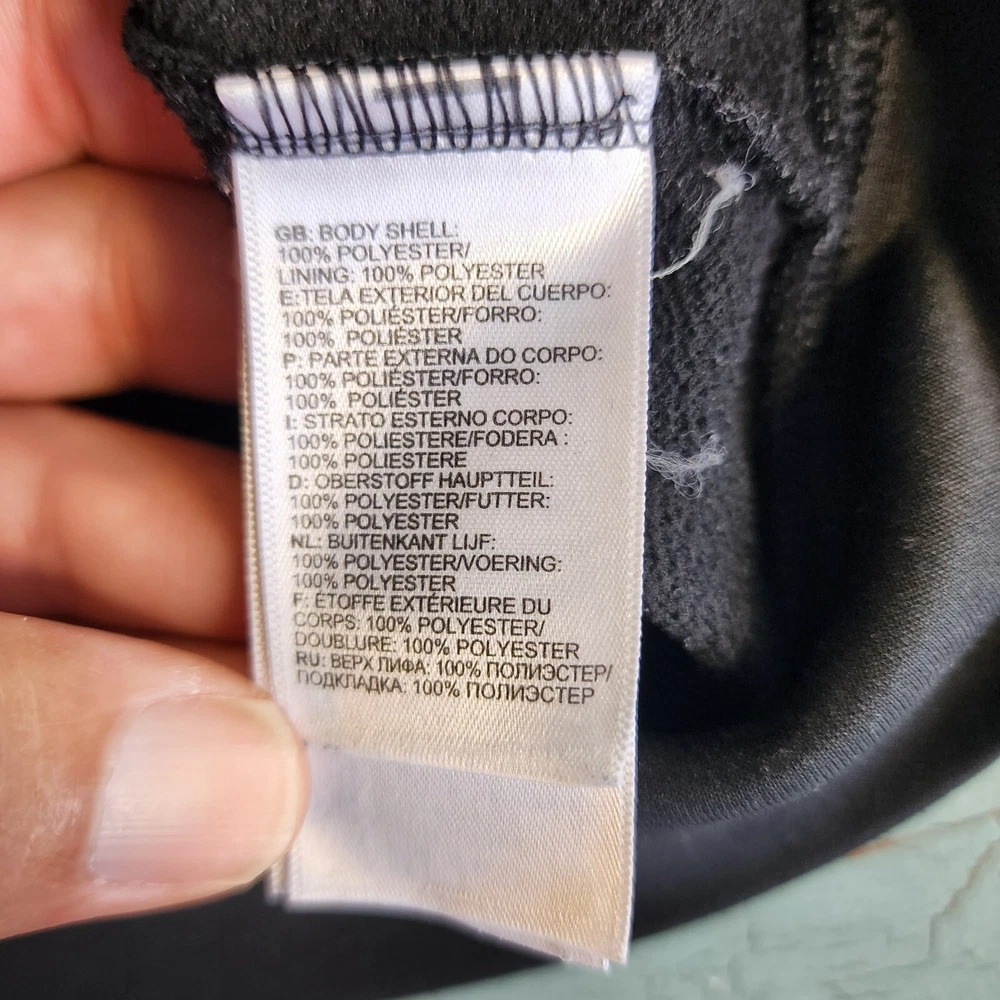 GB: BODY SHELL:
100% POLYESTER/
LINING: 100% POLYESTER
E:TELA EXTERIOR DEL CUERPO:
100% POLIÉSTER/FORRO:
100% POLIÉSTER
P: PARTE EXTERNA DO CORPO:
100% POLIÉSTER/FORRO:
100% POLIÉSTER
I: STRATO ESTERNO CORPO:
100% POLIESTERE/FODERA :
100% POLIESTERE
D: OBERSTOFF HAUPTTEIL:
100% POLYESTER/FUTTER:
100% POLYESTER
NL: BUITENKANT LIJF:
100% POLYESTER/VOERING:
100% POLYESTER
F: ÉTOFFE EXTÉRIEURE DU
CORPS: 100% POLYESTER/
DOUBLURE: 100% POLYESTER
RU: ВЕРХ ЛИФА: 100% ПОЛИЭСТЕР/
ПОДКЛАДКА: 100% ПОЛИЭСТЕР